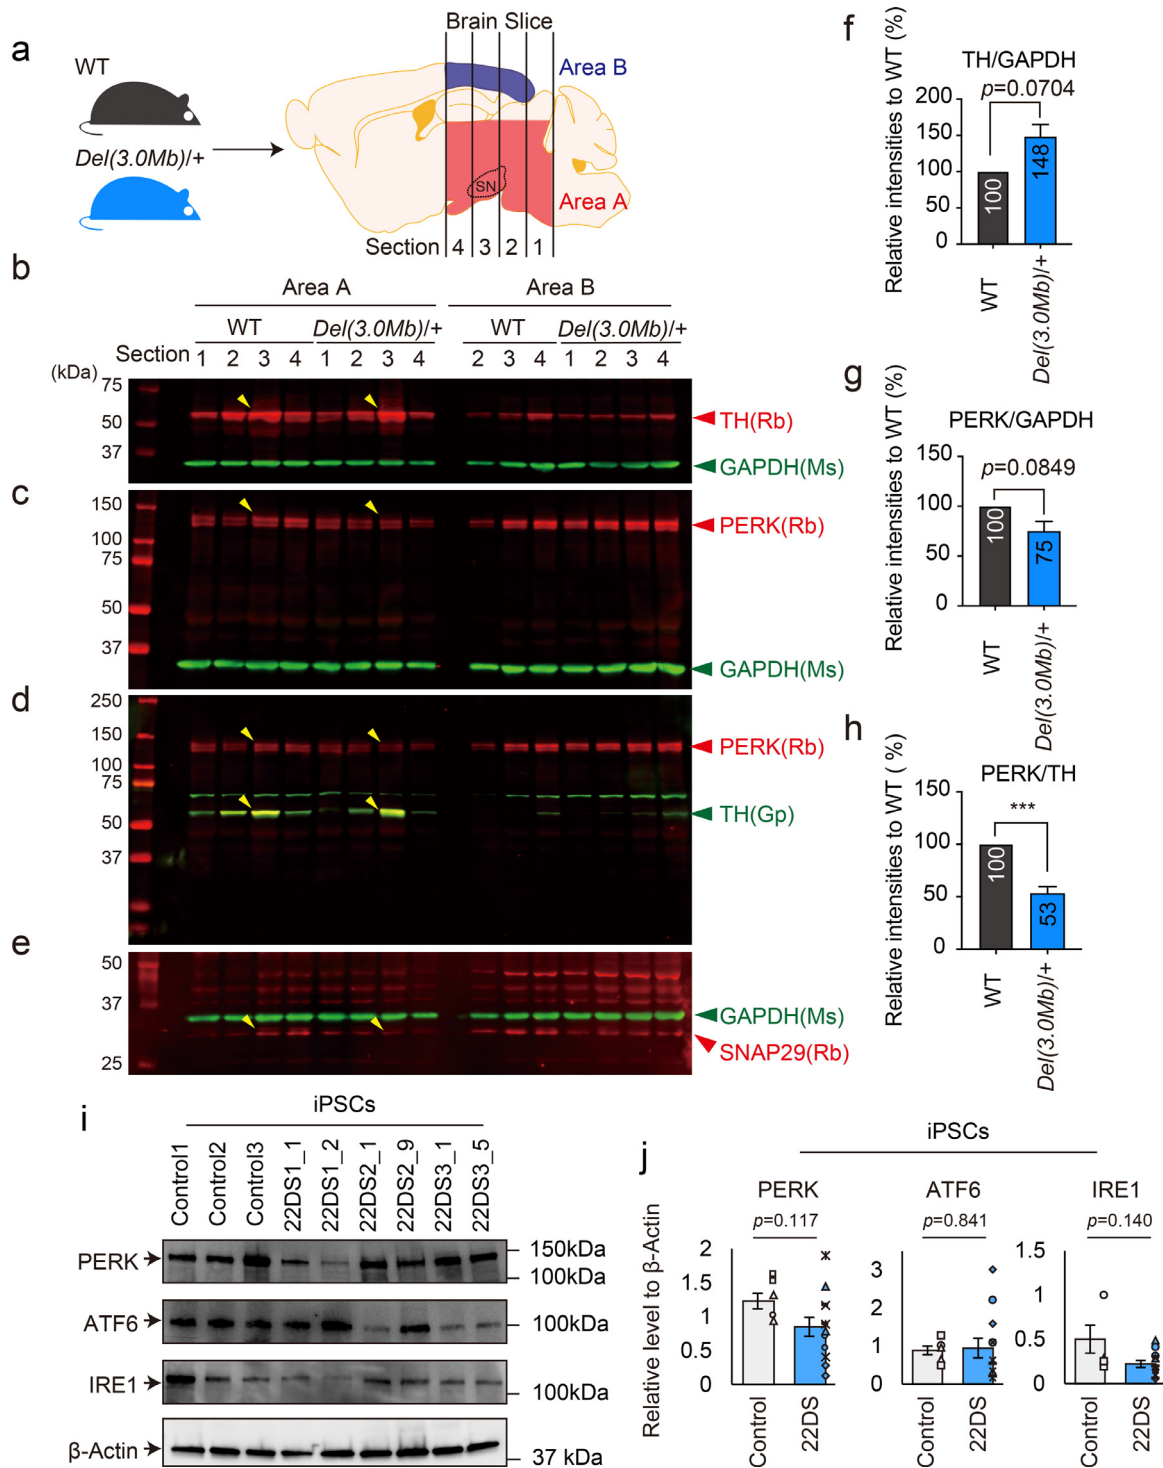 a
WT
Del(3.0Mb)/+
Brain Slice
Area B
SN
Area A
Section 4 3 2 1
b
Area A Area B
WT Del(3.0Mb)/+ WT Del(3.0Mb)/+
Section 1 2 3 4 1 2 3 4 2 3 4 1 2 3 4
(kDa)
75
50
37
TH(Rb)
GAPDH(Ms)
c
150
100
75
50
37
PERK(Rb)
GAPDH(Ms)
d
250
150
100
75
50
37
PERK(Rb)
TH(Gp)
e
50
37
25
GAPDH(Ms)
SNAP29(Rb)
f
TH/GAPDH
p=0.0704
Relative intensities to WT (%)
200
150
100
50
0
100
148
WT
Del(3.0Mb)/+
g
PERK/GAPDH
p=0.0849
Relative intensities to WT (%)
150
100
50
0
100
75
WT
Del(3.0Mb)/+
h
PERK/TH
***
Relative intensities to WT ( %)
150
100
50
0
100
53
WT
Del(3.0Mb)/+
i
iPSCs
Control1
Control2
Control3
22DS1_1
22DS1_2
22DS2_1
22DS2_9
22DS3_1
22DS3_5
PERK
150kDa
100kDa
ATF6
100kDa
IRE1
100kDa
β-Actin
37 kDa
j
iPSCs
PERK ATF6 IRE1
p=0.117 p=0.841 p=0.140
Relative level to β-Actin
2
1.5
1
0.5
0
Control
22DS
3
2
1
0
Control
22DS
1.5
1
0.5
0
Control
22DS